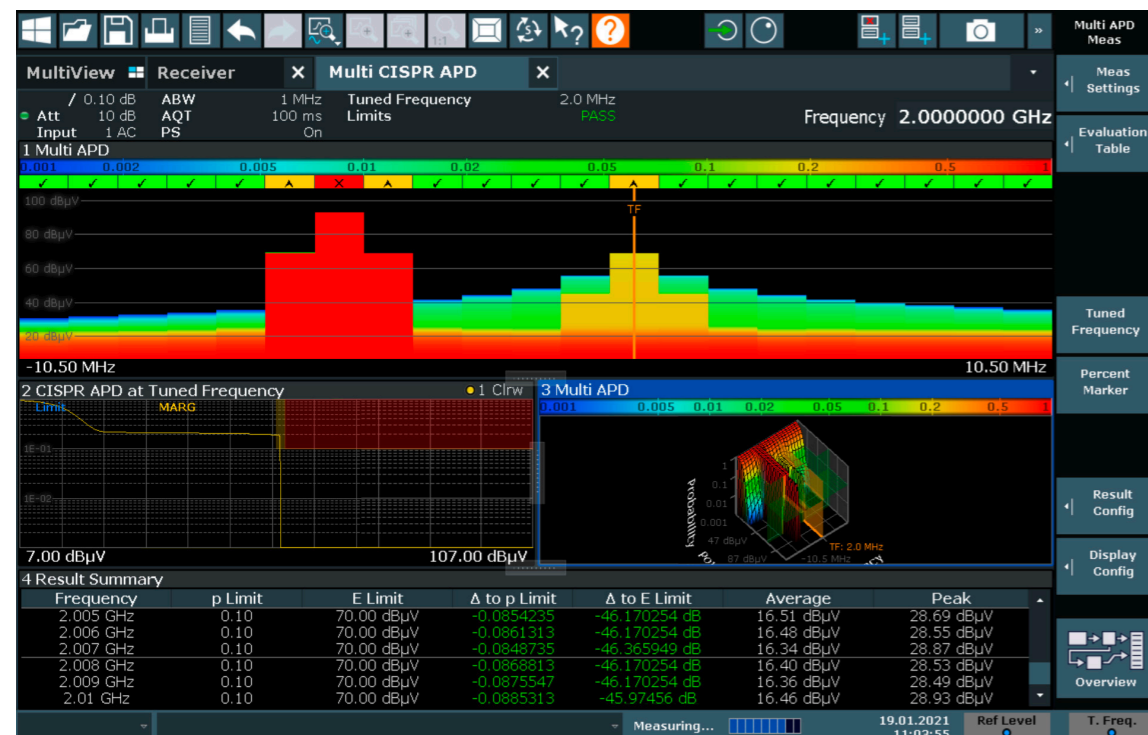 1:1
?
»
Multi APD
Meas
MultiView
Receiver
Multi CISPR APD
Meas
Settings
/ 0.10 dB ABW 1 MHz Tuned Frequency 2.0 MHz
Att 10 dB AQT 100 ms Limits PASS
Input 1 AC PS On
Frequency 2.0000000 GHz
Evaluation
Table
1 Multi APD
0.001 0.002 0.005 0.01 0.02 0.05 0.1 0.2 0.5 1
100 dBµV
TF
80 dBµV
60 dBµV
40 dBµV
20 dBµV
-10.50 MHz 10.50 MHz
Tuned
Frequency
Percent
Marker
2 CISPR APD at Tuned Frequency 1 Clrw
Limit MARG
1E-01
1E-02
7.00 dBµV 107.00 dBµV
3 Multi APD
0.001 0.005 0.01 0.02 0.05 0.1 0.2 0.5 1
1
0.1
0.01
0.001
Probability
47 dBµV
87 dBµV
-10.5 MHz
TF: 2.0 MHz
Result
Config
Display
Config
4 Result Summary
Frequency p Limit E Limit Δ to p Limit Δ to E Limit Average Peak
2.005 GHz 0.10 70.00 dBµV -0.0854235 -46.170254 dB 16.51 dBµV 28.69 dBµV
2.006 GHz 0.10 70.00 dBµV -0.0861313 -46.170254 dB 16.48 dBµV 28.55 dBµV
2.007 GHz 0.10 70.00 dBµV -0.0848735 -46.365949 dB 16.34 dBµV 28.87 dBµV
2.008 GHz 0.10 70.00 dBµV -0.0868813 -46.170254 dB 16.40 dBµV 28.53 dBµV
2.009 GHz 0.10 70.00 dBµV -0.0875547 -46.170254 dB 16.36 dBµV 28.49 dBµV
2.01 GHz 0.10 70.00 dBµV -0.0885313 -45.97456 dB 16.46 dBµV 28.93 dBµV
Overview
Measuring...
19.01.2021
11:03:55
Ref Level
T. Freq.